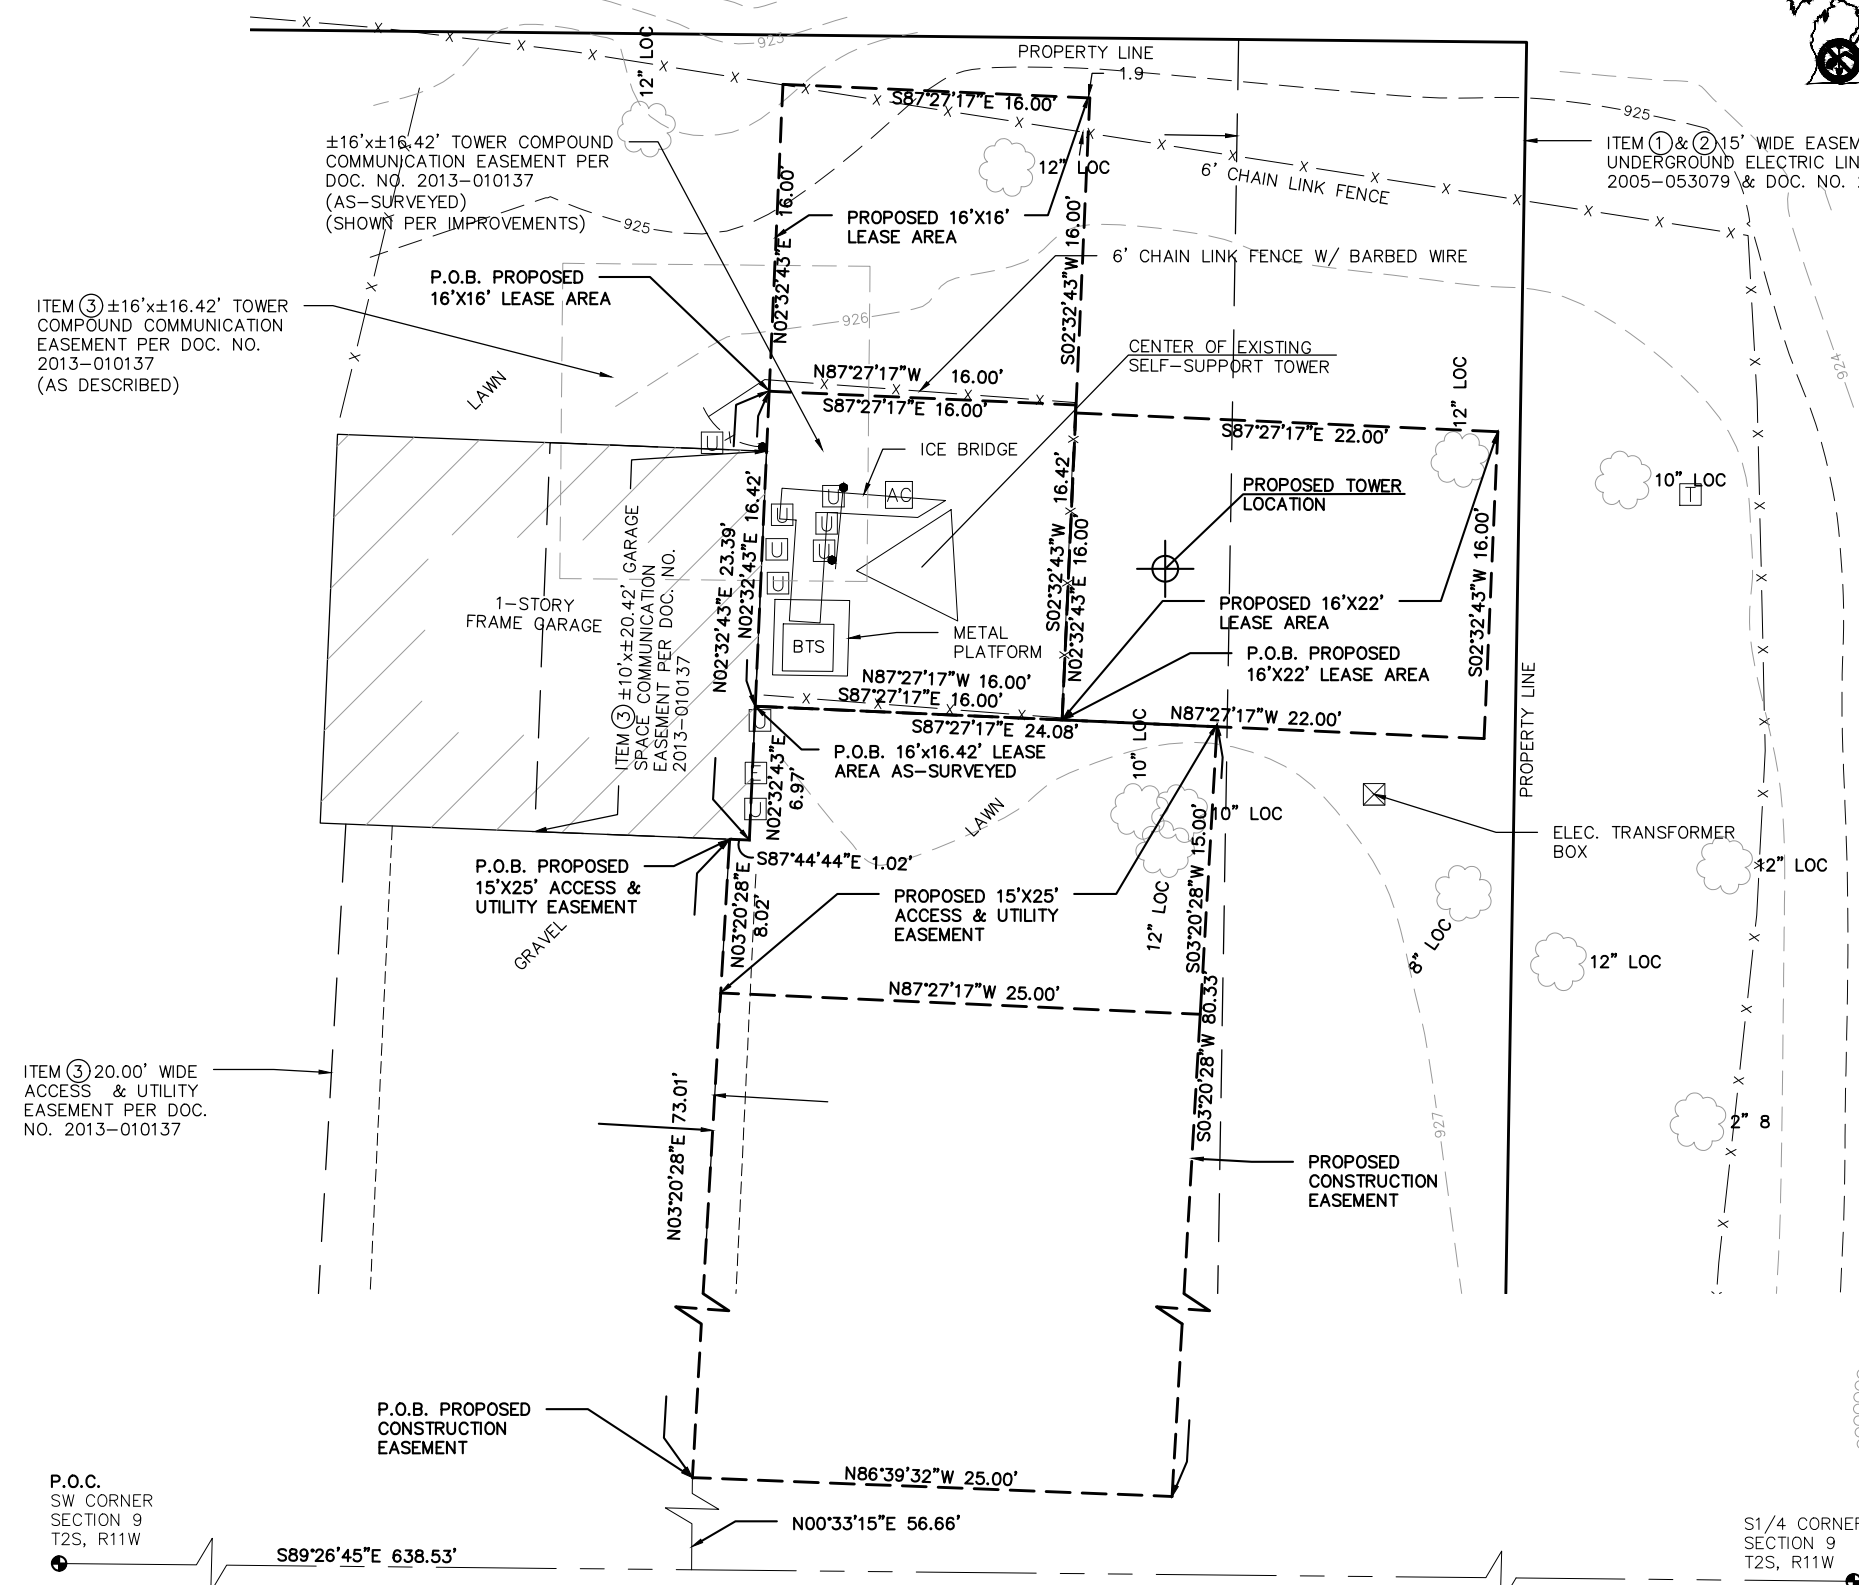 923
12" LOC
PROPERTY LINE
1.9
S87°27'17"E 16.00'
925
±16'x±16.42' TOWER COMPOUND
COMMUNICATION EASEMENT PER
DOC. NO. 2013-010137
(AS-SURVEYED)
(SHOWN PER IMPROVEMENTS)
925
12" LOC
6' CHAIN LINK FENCE
ITEM 1 & 2 15' WIDE
UNDERGROUND ELECTRIC
2005-053079 & DOC. NO.
N02°32'43"E 16.00'
PROPOSED 16'X16'
LEASE AREA
S02°32'43"W 16.00'
6' CHAIN LINK FENCE W/ BARBED WIRE
P.O.B. PROPOSED
16'X16' LEASE AREA
ITEM 3 ±16'x±16.42' TOWER
COMPOUND COMMUNICATION
EASEMENT PER DOC. NO.
2013-010137
(AS DESCRIBED)
926
CENTER OF EXISTING
SELF-SUPPORT TOWER
924
LAWN
N87°27'17"W 16.00'
S87°27'17"E 16.00'
12" LOC
S87°27'17"E 22.00'
U
ICE BRIDGE
AC
10" LOC
T
PROPOSED TOWER
LOCATION
U
U
U
U
U
U
N02°32'43"E 23.39'
N02°32'43"E 16.42'
S02°32'43"W 16.42'
N02°32'43"E 16.00'
S02°32'43"W 16.00'
1-STORY
FRAME GARAGE
ITEM 3 ±10'x±20.42' GARAGE
SPACE COMMUNICATION
EASEMENT PER DOC. NO.
2013-010137
BTS
METAL
PLATFORM
PROPOSED 16'X22'
LEASE AREA
P.O.B. PROPOSED
16'X22' LEASE AREA
PROPERTY LINE
N87°27'17"W 16.00'
S87°27'17"E 16.00'
S87°27'17"E 24.08'
N87°27'17"W 22.00'
U
E
U
P.O.B. 16'x16.42' LEASE
AREA AS-SURVEYED
N02°32'43"E
6.97'
10" LOC
LAWN
10" LOC
ELEC. TRANSFORMER
BOX
12" LOC
S87°44'44"E 1.02'
P.O.B. PROPOSED
15'X25' ACCESS &
UTILITY EASEMENT
N03°20'28"E
8.02'
PROPOSED 15'X25'
ACCESS & UTILITY
EASEMENT
12" LOC
S03°20'28"W 15.00'
8" LOC
12" LOC
GRAVEL
N87°27'17"W 25.00'
S03°20'28"W 80.33'
ITEM 3 20.00' WIDE
ACCESS & UTILITY
EASEMENT PER DOC.
NO. 2013-010137
N03°20'28"E 73.01'
927
2" 8
PROPOSED
CONSTRUCTION
EASEMENT
P.O.B. PROPOSED
CONSTRUCTION
EASEMENT
N86°39'32"W 25.00'
P.O.C.
SW CORNER
SECTION 9
T2S, R11W
N00°33'15"E 56.66'
S89°26'45"E 638.53'
S1/4 CORNER
SECTION 9
T2S, R11W